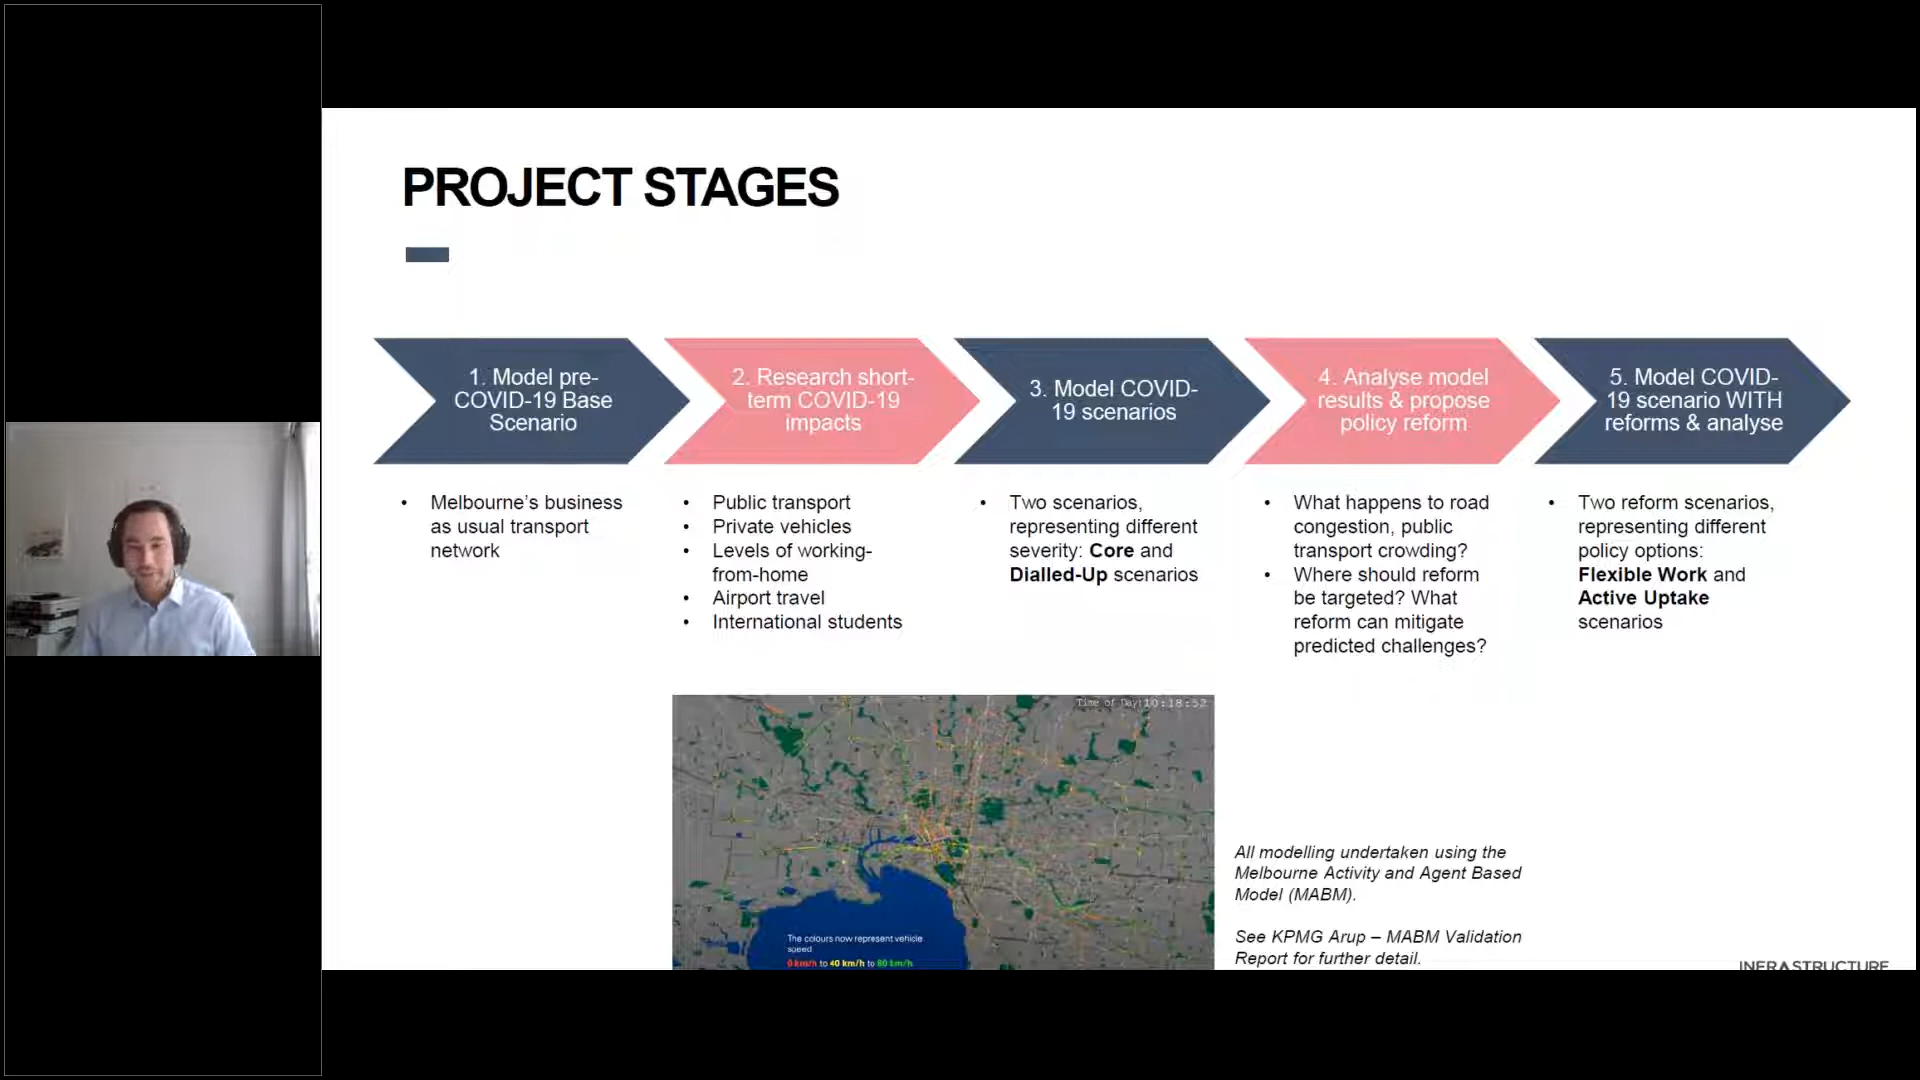 PROJECT STAGES
1. Model pre-
COVID-19 Base
Scenario
2. Research short-
term COVID-19
impacts
3. Model COVID-
19 scenarios
4. Analyse model
results & propose
policy reform
5. Model COVID-
19 scenario WITH
reforms & analyse
• Melbourne’s business
as usual transport
network
• Public transport
• Private vehicles
• Levels of working-
from-home
• Airport travel
• International students
• Two scenarios,
representing different
severity: Core and
Dialled-Up scenarios
• What happens to road
congestion, public
transport crowding?
• Where should reform
be targeted? What
reform can mitigate
predicted challenges?
• Two reform scenarios,
representing different
policy options:
Flexible Work and
Active Uptake
scenarios
Time of Day:10:18:52
The colours now represent vehicle
speed
0 km/h to 40 km/h to 80 km/h
All modelling undertaken using the
Melbourne Activity and Agent Based
Model (MABM).
See KPMG Arup – MABM Validation
Report for further detail.
INFRASTRUCTURE